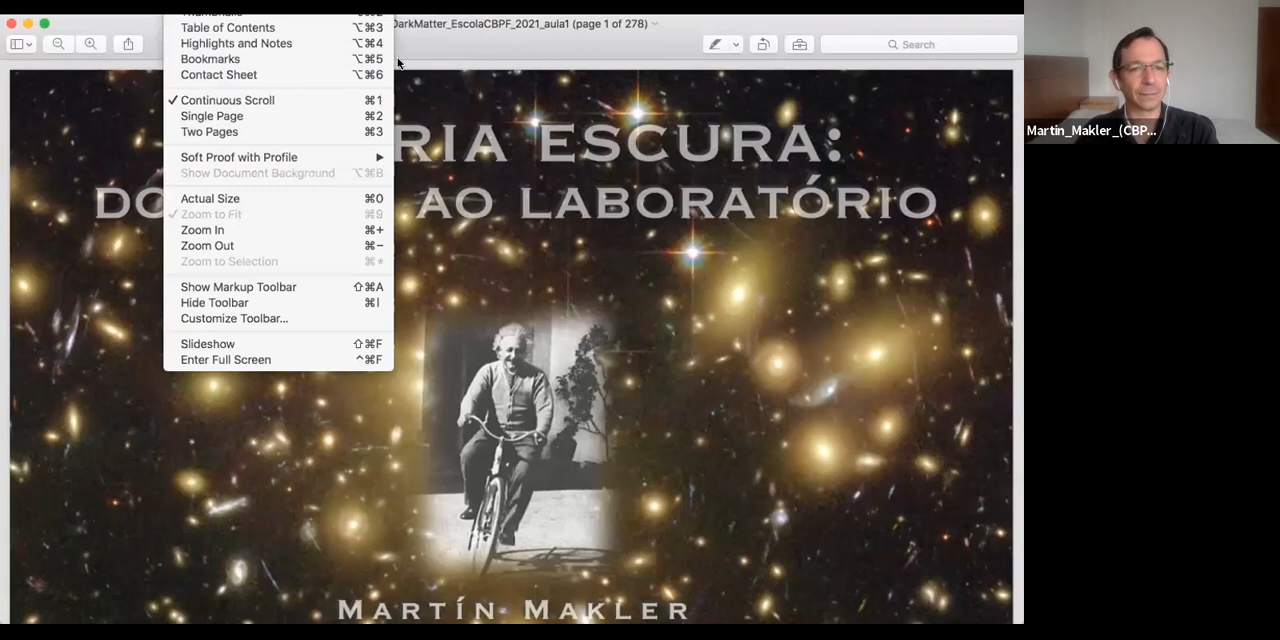 DarkMatter_EscolaCBPF_2021_aula1 (page 1 of 278)
Search
Table of Contents ⌥⌘3
Highlights and Notes ⌥⌘4
Bookmarks ⌥⌘5
Contact Sheet ⌥⌘6
✓ Continuous Scroll ⌘1
Single Page ⌘2
Two Pages ⌘3
Soft Proof with Profile
Show Document Background ⌥⌘B
Actual Size ⌘0
✓ Zoom to Fit ⌘9
Zoom In ⌘+
Zoom Out ⌘−
Zoom to Selection ⌘*
Show Markup Toolbar ⇧⌘A
Hide Toolbar ⌘|
Customize Toolbar...
Slideshow ⇧⌘F
Enter Full Screen ^⌘F
RIA ESCURA:
DO AO LABORATÓRIO
MARTÍN MAKLER
Martin_Makler_(CBP...